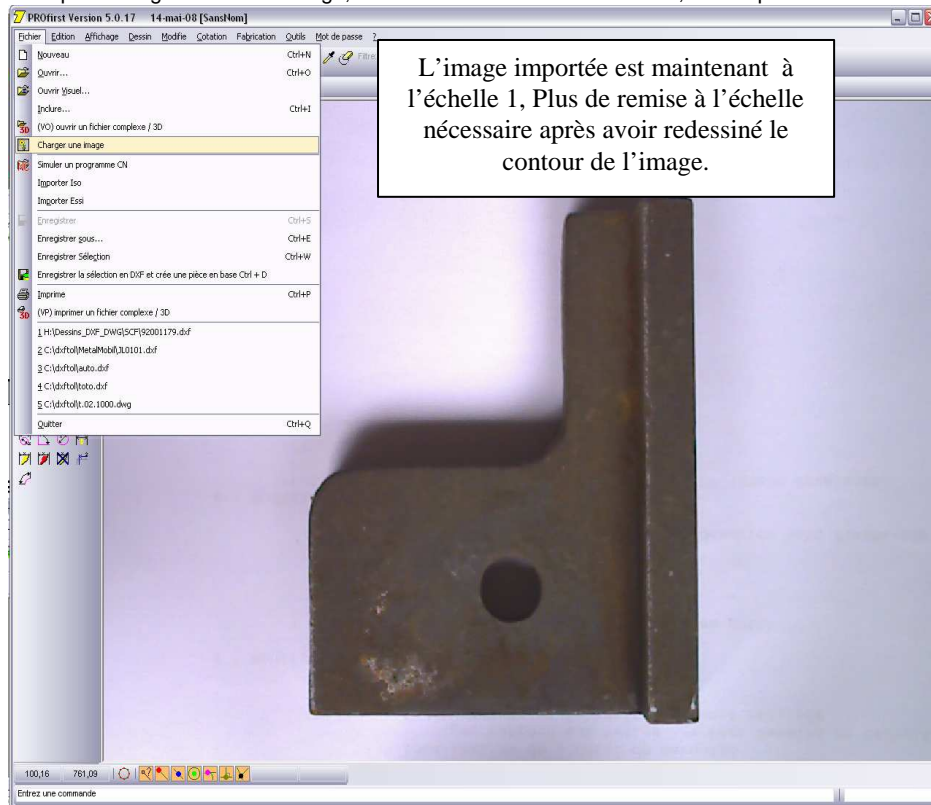 PROfirst Version 5.0.17 14-mai-08 [SansNom]
Fichier Edtion Affichage Dessin Modifie Cotation Fabrication Outils Mot de passe ?
Nouveau Ctrl+N
Ouvrir... Ctrl+O
Ouvrir Visuel...
Inclure... Ctrl+I
(VO) ouvrir un fichier complexe / 3D
Charger une image
Simuler un programme CN
Importer Iso
Importer Essi
Enregistrer Ctrl+S
Enregistrer sous... Ctrl+E
Enregistrer Sélection Ctrl+W
Enregistrer la sélection en DXF et crée une pièce en base Ctrl + D
Imprime Ctrl+P
(VP) imprimer un fichier complexe / 3D
1 H:\Dessins_DXF_DWG\SCF\92001179.dxf
2 C:\dxftol\MetalMobil\JL0101.dxf
3 C:\dxftol\auto.dxf
4 C:\dxftol\toto.dxf
5 C:\dxftol\t.02.1000.dwg
Quitter Ctrl+Q
L’image importée est maintenant à
l’échelle 1, Plus de remise à l’échelle
nécessaire après avoir redessiné le
contour de l’image.
100,16 761,09
Entrez une commande